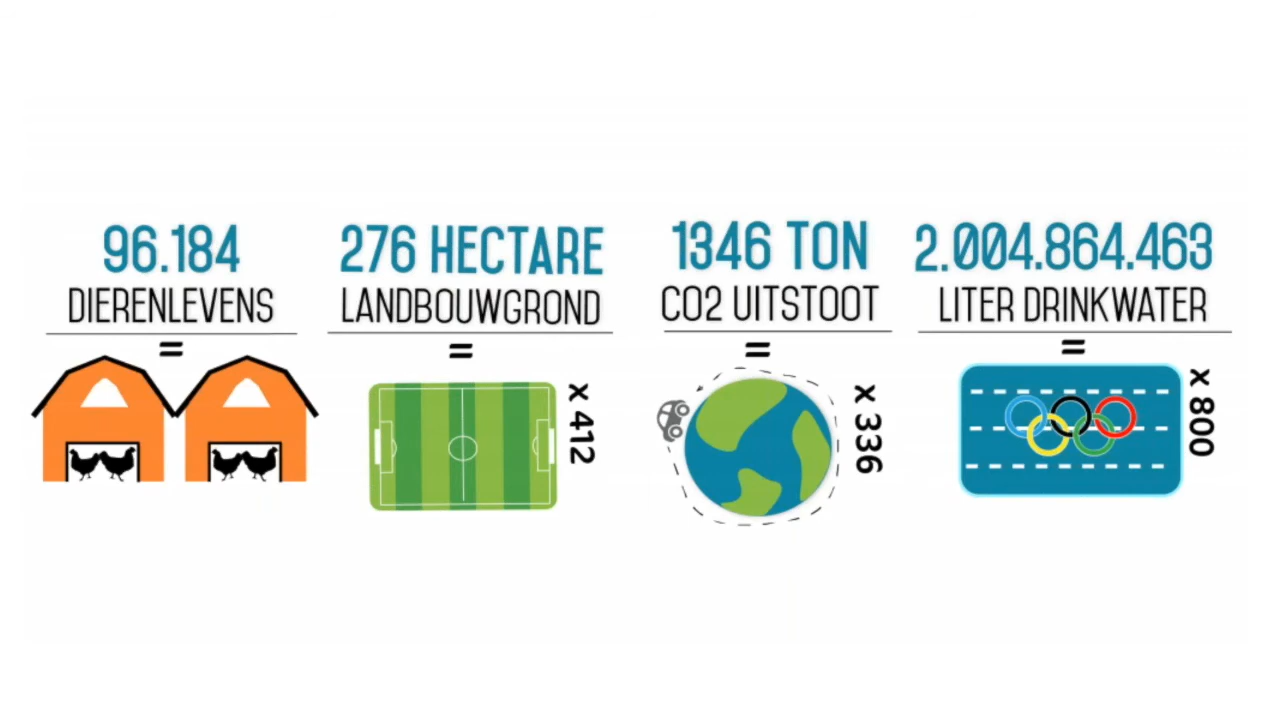 96.184
DIERENLEVENS
=
276 HECTARE
LANDBOUWGROND
=
x 412
1346 TON
CO2 UITSTOOT
=
x 336
2.004.864.463
LITER DRINKWATER
=
x 800